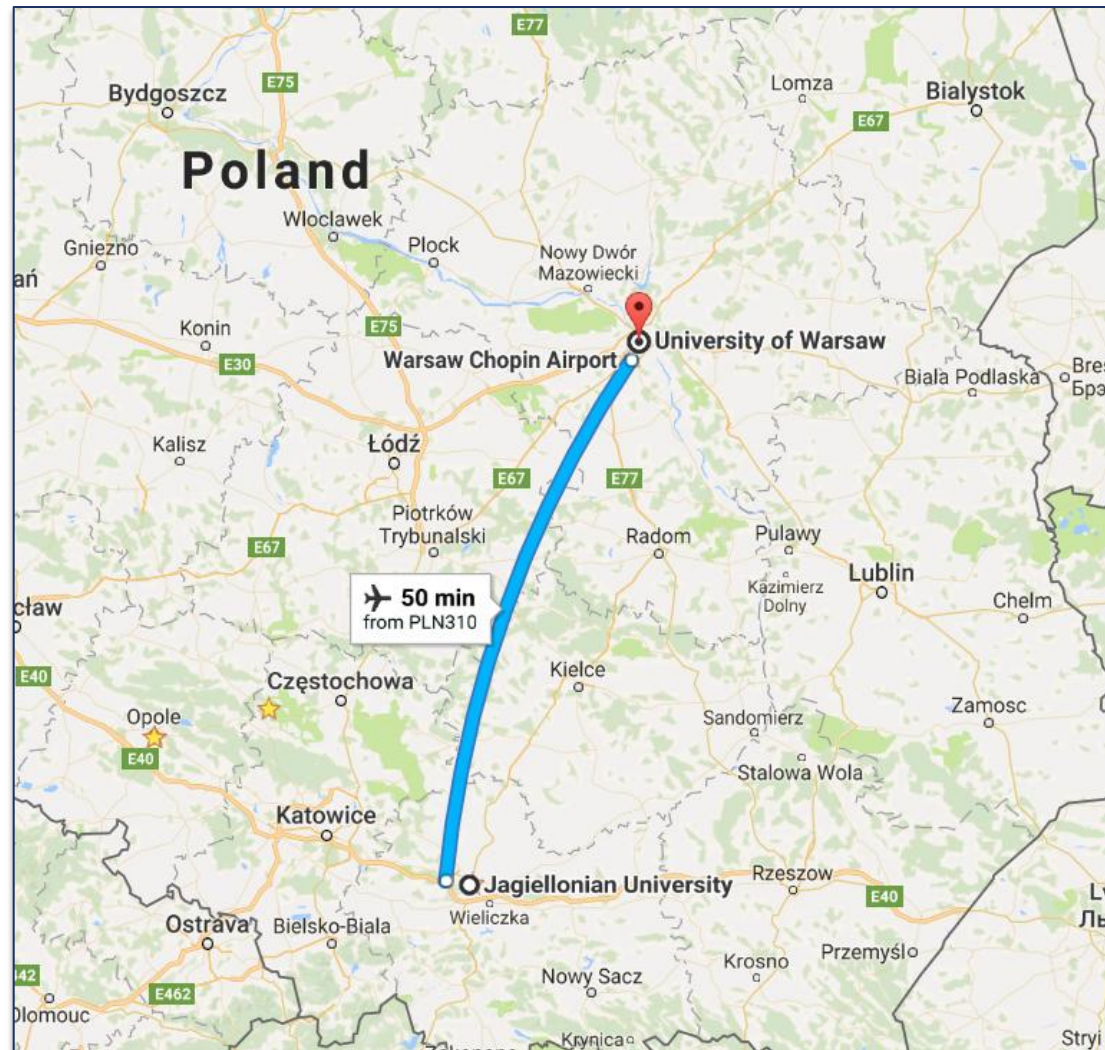 E77
Lomza
Bialystok
Bydgoszcz
E75
E67
Poland
Wloclawek
Gniezno
Plock
Nowy Dwór
Mazowiecki
ań
Konin
E75
University of Warsaw
Warsaw Chopin Airport
E30
Biala Podlaska
Bres
Брэ
Kalisz
Łódź
E67
E77
Piotrków
Trybunalski
Radom
Pulawy
E67
Lublin
Kazimierz
Dolny
cław
50 min
from PLN310
Chelm
E40
Częstochowa
Kielce
Opole
Sandomierz
Zamosc
E40
Stalowa Wola
Katowice
Jagiellonian University
Rzeszow
E40
Wieliczka
Ostrava
Bielsko-Biala
Przemyśl
Krosno
Nowy Sacz
442
E462
Olomouc
Krynica
Stryi